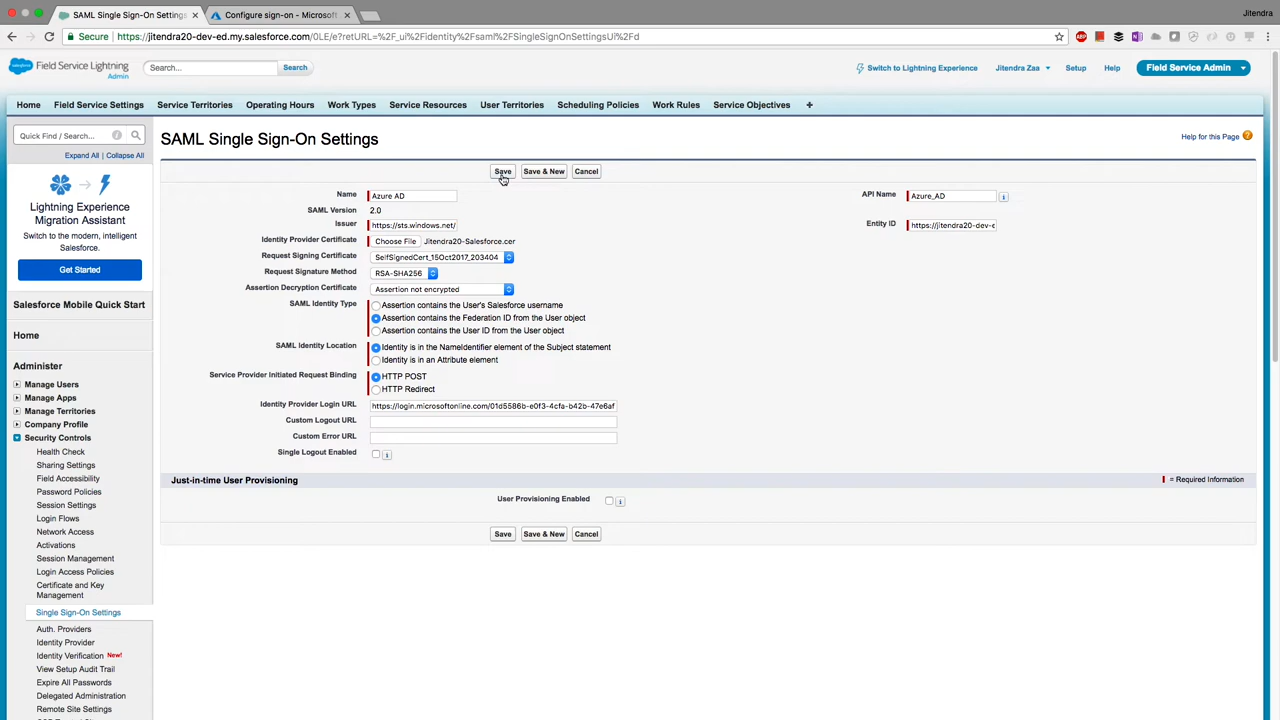 SAML Single Sign-On Settings
Configure sign-on - Microsoft
Jitendra
Secure
https://jitendra20-dev-ed.my.salesforce.com/0LE/e?retURL=%2F_ui%2Fidentity%2Fsaml%2FSingleSignOnSettingsUi%2Fd
Field Service Lightning
Admin
Search...
Search
Switch to Lightning Experience
Jitendra Zaa
Setup
Help
Field Service Admin
Home
Field Service Settings
Service Territories
Operating Hours
Work Types
Service Resources
User Territories
Scheduling Policies
Work Rules
Service Objectives
+
Quick Find / Search...
Expand All | Collapse All
Lightning Experience
Migration Assistant
Switch to the modern, intelligent
Salesforce.
Get Started
Salesforce Mobile Quick Start
Home
Administer
Manage Users
Manage Apps
Manage Territories
Company Profile
Security Controls
Health Check
Sharing Settings
Field Accessibility
Password Policies
Session Settings
Login Flows
Network Access
Activations
Session Management
Login Access Policies
Certificate and Key
Management
Single Sign-On Settings
Auth. Providers
Identity Provider
Identity Verification New!
View Setup Audit Trail
Expire All Passwords
Delegated Administration
Remote Site Settings
SAML Single Sign-On Settings
Help for this Page
Save
Save & New
Cancel
Name
Azure AD
API Name
Azure_AD
SAML Version
2.0
Issuer
https://sts.windows.net/
Entity ID
https://jitendra20-dev-e
Identity Provider Certificate
Choose File
Jitendra20-Salesforce.cer
Request Signing Certificate
SelfSignedCert_15Oct2017_203404
Request Signature Method
RSA-SHA256
Assertion Decryption Certificate
Assertion not encrypted
SAML Identity Type
Assertion contains the User's Salesforce username
Assertion contains the Federation ID from the User object
Assertion contains the User ID from the User object
SAML Identity Location
Identity is in the NameIdentifier element of the Subject statement
Identity is in an Attribute element
Service Provider Initiated Request Binding
HTTP POST
HTTP Redirect
Identity Provider Login URL
https://login.microsoftonline.com/01d5586b-e0f3-4cfa-b42b-47e6af
Custom Logout URL
Custom Error URL
Single Logout Enabled
Just-in-time User Provisioning
= Required Information
User Provisioning Enabled
Save
Save & New
Cancel